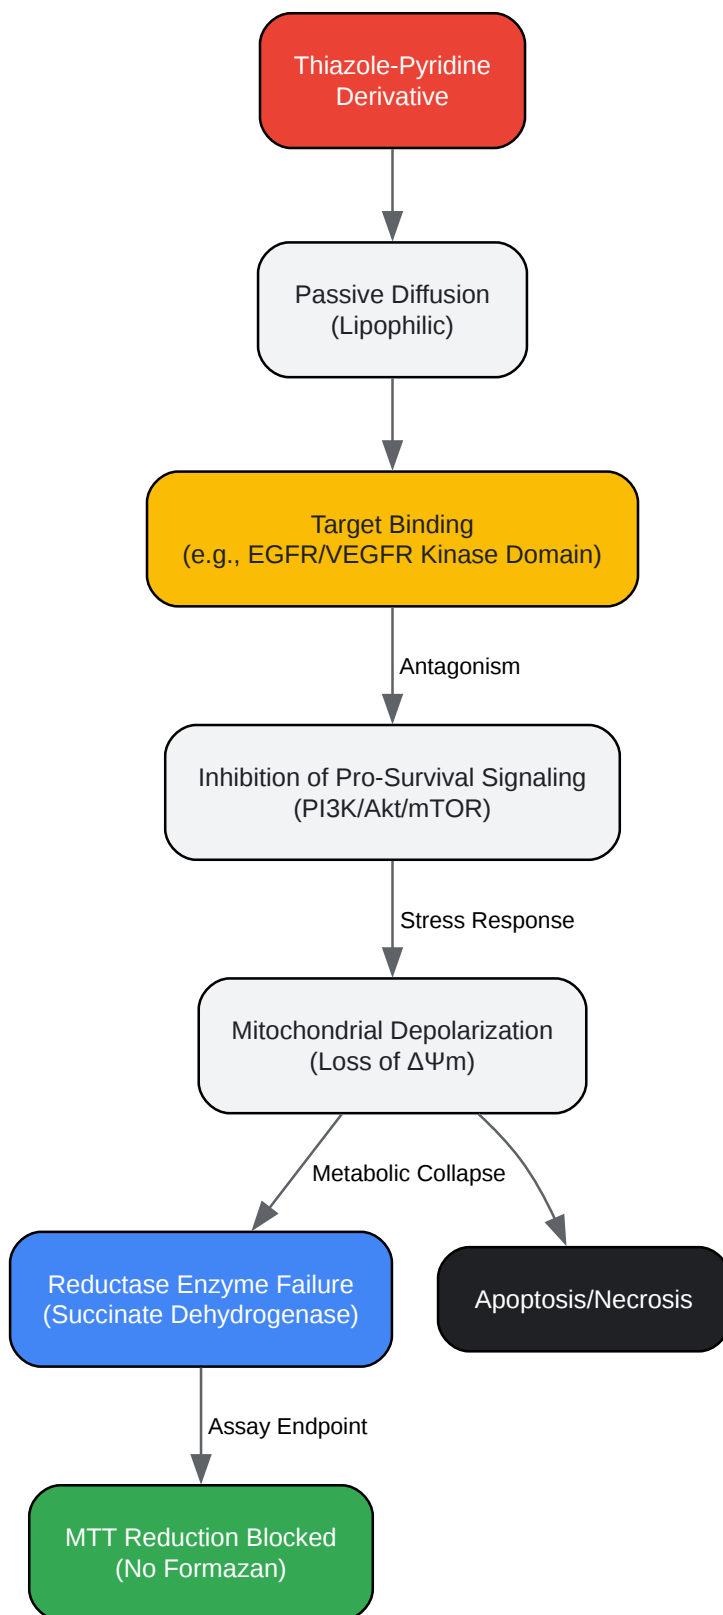 Thiazole-Pyridine
Derivative
Passive Diffusion
(Lipophilic)
Target Binding
(e.g., EGFR/VEGFR Kinase Domain)
Antagonism
Inhibition of Pro-Survival Signaling
(PI3K/Akt/mTOR)
Stress Response
Mitochondrial Depolarization
(Loss of ΔΨm)
Metabolic Collapse
Reductase Enzyme Failure
(Succinate Dehydrogenase)
Apoptosis/Necrosis
Assay Endpoint
MTT Reduction Blocked
(No Formazan)